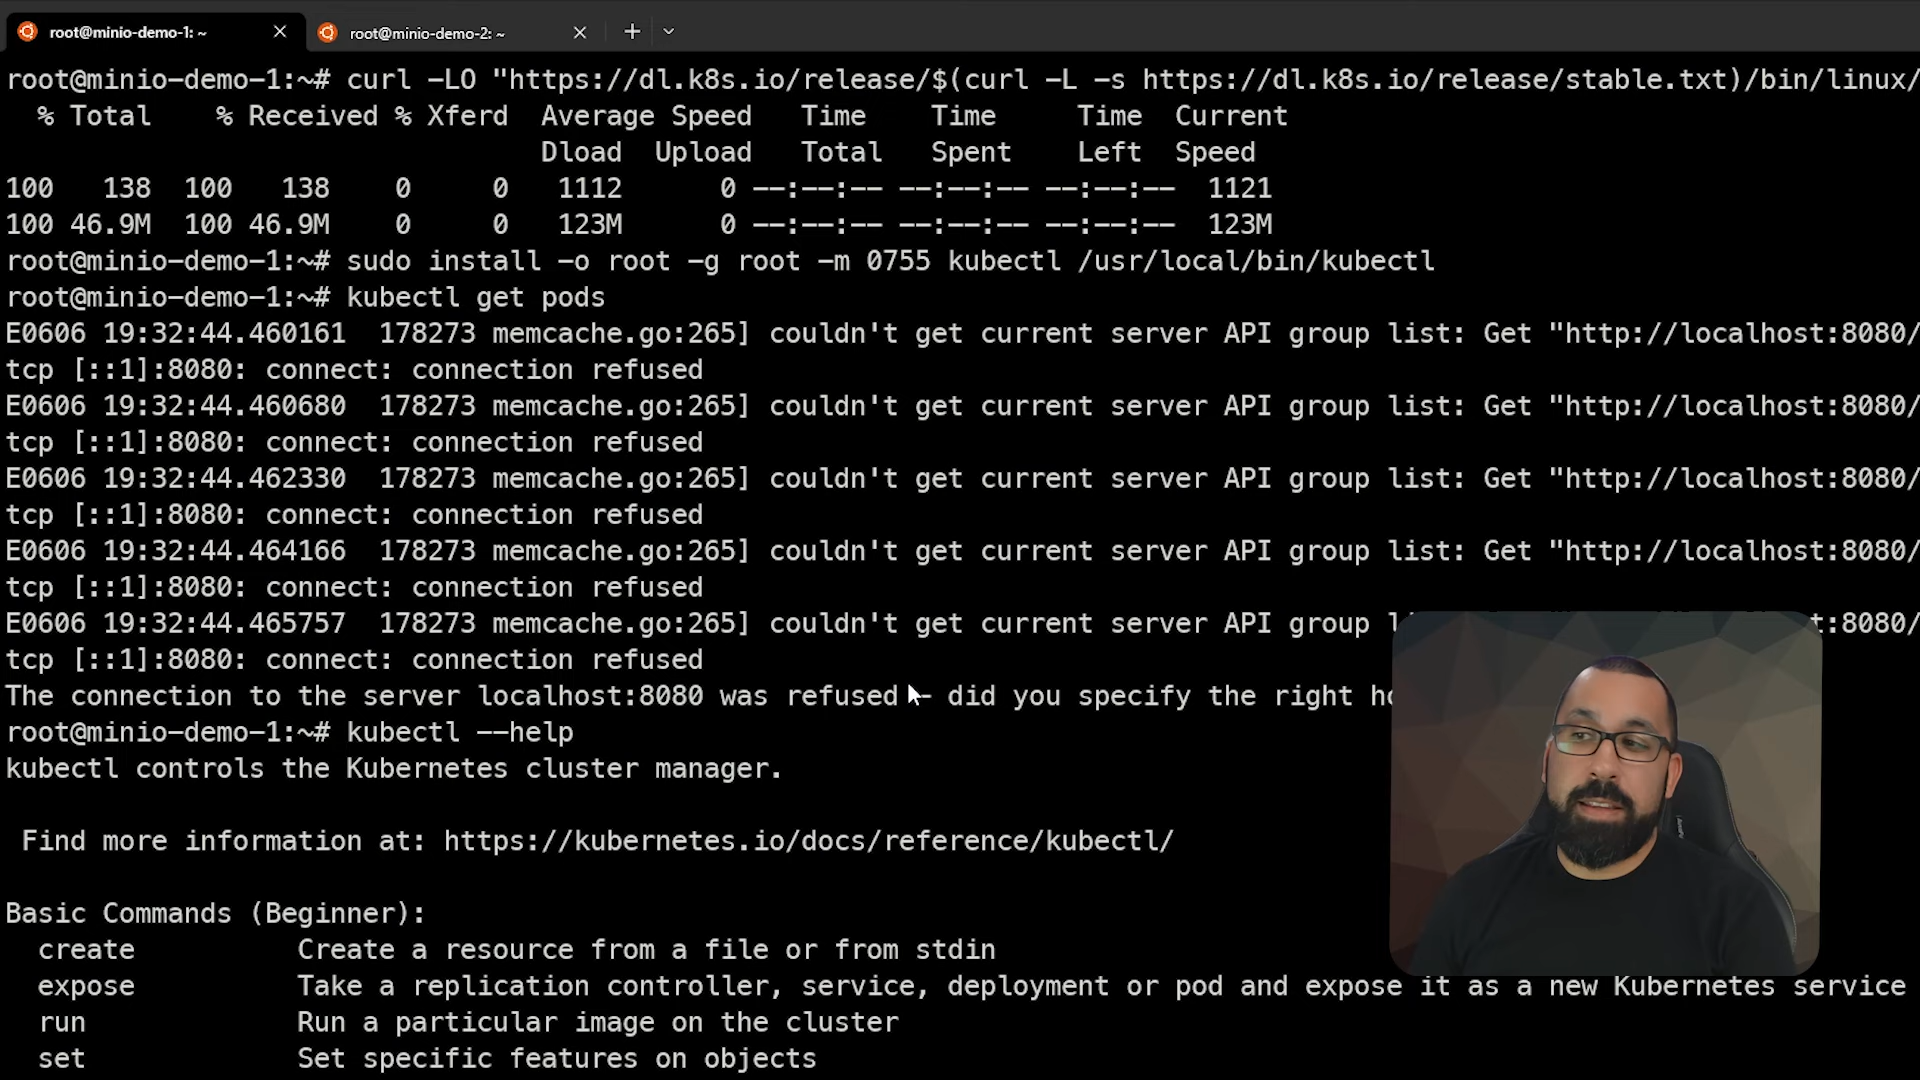 root@minio-demo-1: ~
root@minio-demo-2: ~
root@minio-demo-1:~# curl -LO "https://dl.k8s.io/release/$(curl -L -s https://dl.k8s.io/release/stable.txt)/bin/linux/
% Total % Received % Xferd Average Speed Time Time Time Current
Dload Upload Total Spent Left Speed
100 138 100 138 0 0 1112 0 --:--:-- --:--:-- --:--:-- 1121
100 46.9M 100 46.9M 0 0 123M 0 --:--:-- --:--:-- --:--:-- 123M
root@minio-demo-1:~# sudo install -o root -g root -m 0755 kubectl /usr/local/bin/kubectl
root@minio-demo-1:~# kubectl get pods
E0606 19:32:44.460161 178273 memcache.go:265] couldn't get current server API group list: Get "http://localhost:8080/
tcp [::1]:8080: connect: connection refused
E0606 19:32:44.460680 178273 memcache.go:265] couldn't get current server API group list: Get "http://localhost:8080/
tcp [::1]:8080: connect: connection refused
E0606 19:32:44.462330 178273 memcache.go:265] couldn't get current server API group list: Get "http://localhost:8080/
tcp [::1]:8080: connect: connection refused
E0606 19:32:44.464166 178273 memcache.go:265] couldn't get current server API group list: Get "http://localhost:8080/
tcp [::1]:8080: connect: connection refused
E0606 19:32:44.465757 178273 memcache.go:265] couldn't get current server API group t:8080/
tcp [::1]:8080: connect: connection refused
The connection to the server localhost:8080 was refused - did you specify the right
root@minio-demo-1:~# kubectl --help
kubectl controls the Kubernetes cluster manager.
Find more information at: https://kubernetes.io/docs/reference/kubectl/
Basic Commands (Beginner):
create Create a resource from a file or from stdin
expose Take a replication controller, service, deployment or pod and expose it as a new Kubernetes service
run Run a particular image on the cluster
set Set specific features on objects